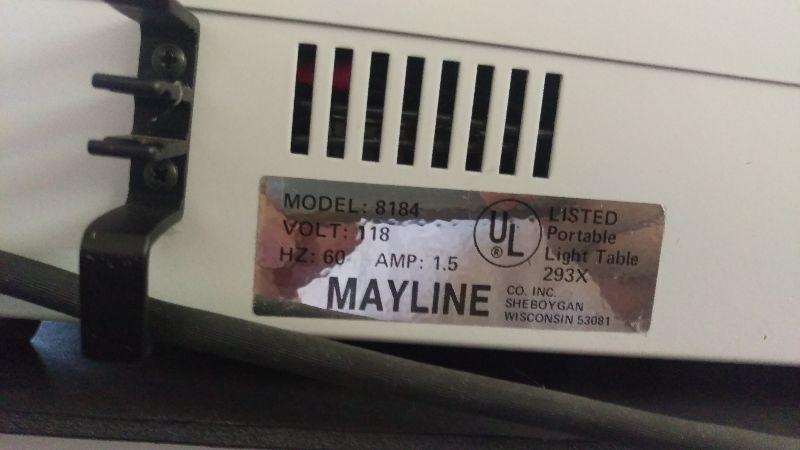 MODEL: 8184
VOLT: 118
HZ: 60 AMP: 1.5
UL
®
LISTED
Portable
Light Table
293X
MAYLINE
CO. INC.
SHEBOYGAN
WISCONSIN 53081